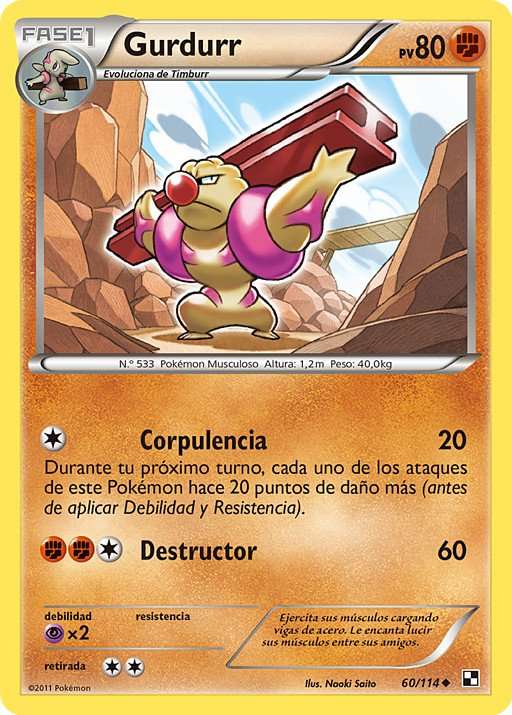 FASE1
Gurdurr
PV80
Evoluciona de Timburr
N.º 533 Pokémon Musculoso Altura: 1,2m Peso: 40,0kg
Corpulencia 20
Durante tu próximo turno, cada uno de los ataques
de este Pokémon hace 20 puntos de daño más (antes
de aplicar Debilidad y Resistencia).
Destructor 60
debilidad resistencia
×2
retirada
Ejercita sus músculos cargando
vigas de acero. Le encanta lucir
sus músculos entre sus amigos.
©2011 Pokémon
Ilus. Naoki Saito
60/114